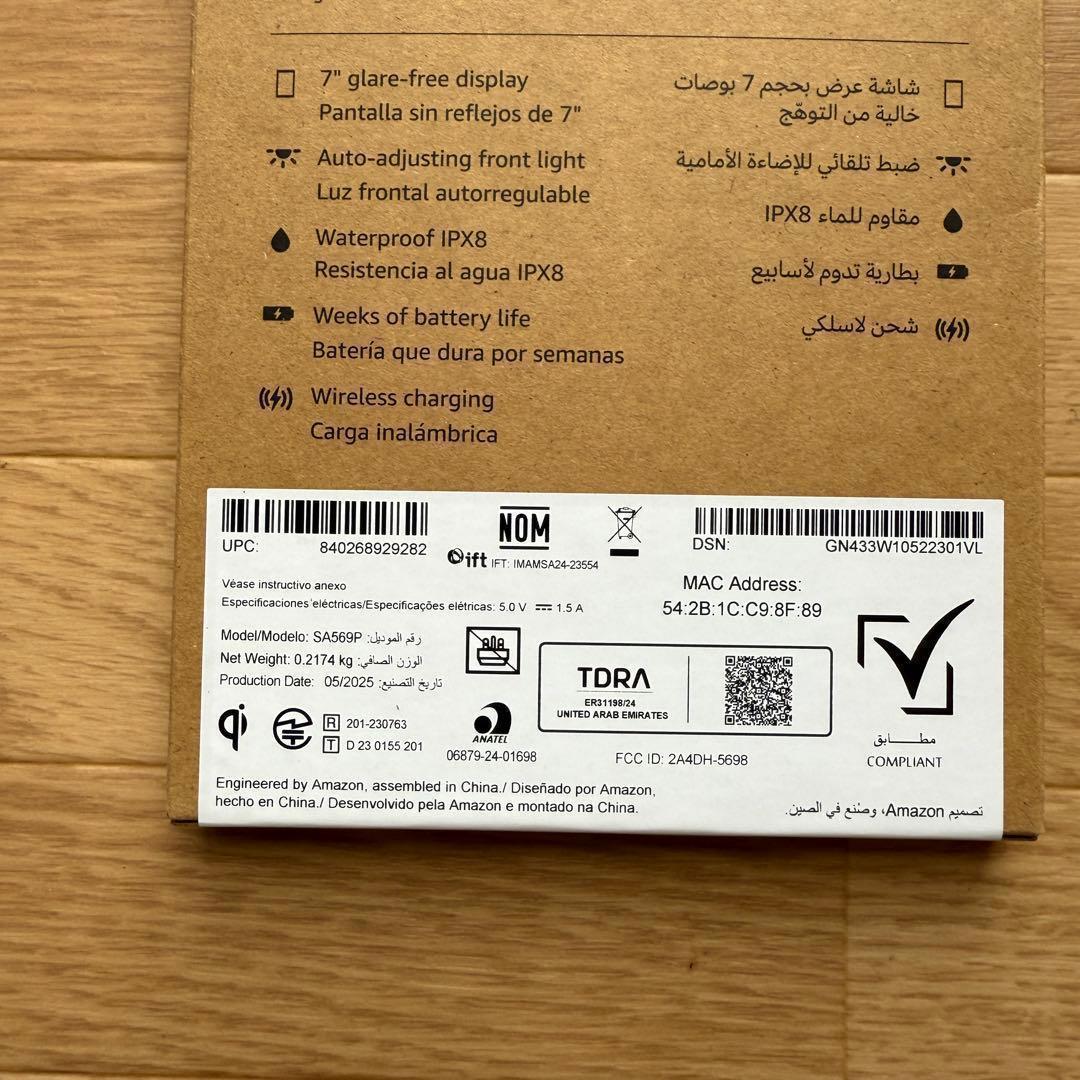 7" glare-free display
Pantalla sin reflejos de 7"
Auto-adjusting front light
Luz frontal autorregulable
Waterproof IPX8
Resistencia al agua IPX8
Weeks of battery life
Batería que dura por semanas
Wireless charging
Carga inalámbrica
شاشة عرض بحجم 7 بوصات
خالية من التوهّج
ضبط تلقائي للإضاءة الأمامية
مقاوم للماء IPX8
بطارية تدوم لأسابيع
شحن لاسلكي
UPC: 840268929282
NOM
ift IFT: IMAMSA24-23554
DSN: GN433W10522301VL
Véase instructivo anexo
Especificaciones eléctricas/Especificações elétricas: 5.0 V ⎓ 1.5 A
MAC Address:
54:2B:1C:C9:8F:89
Model/Modelo: SA569P رقم الموديل:
Net Weight: 0.2174 kg الوزن الصافي:
Production Date: 05/2025 تاريخ التصنيع:
qi
R 201-230763
T D 23 0155 201
ANATEL
06879-24-01698
TDRA
ER31198/24
UNITED ARAB EMIRATES
FCC ID: 2A4DH-5698
مطابق
COMPLIANT
Engineered by Amazon, assembled in China./ Diseñado por Amazon,
hecho en China./ Desenvolvido pela Amazon e montado na China.
تصميم Amazon، وصُنع في الصين.